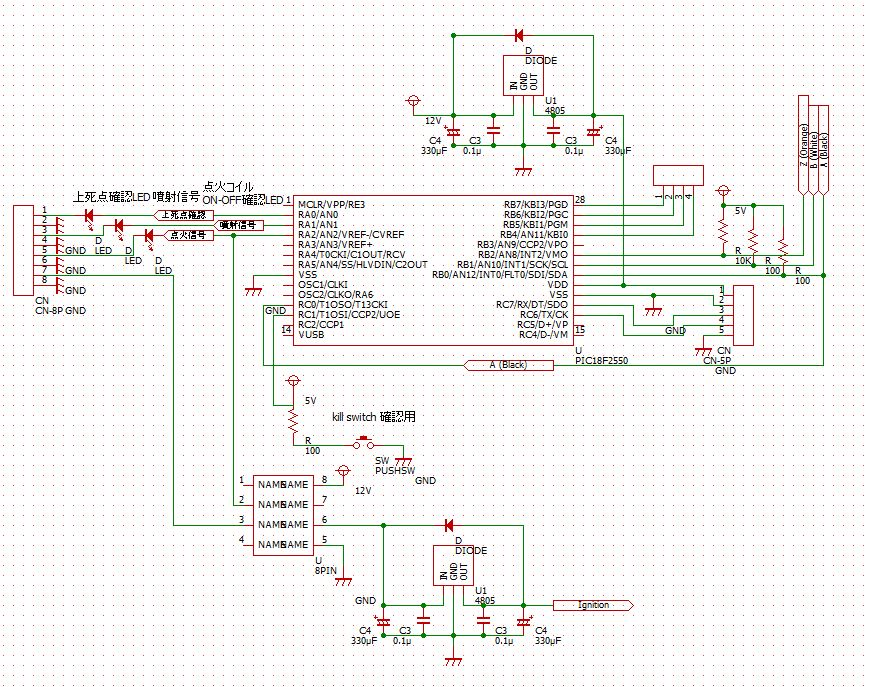 D
DIODE
IN
GND
OUT
U1
4805
12V
C4
330μF
C3
0.1μ
C3
0.1μ
C4
330μF
Z (Orange)
B (White)
A (Black)
1
2
3
4
5V
R
10K
R
100
R
100
上死点確認LED
噴射信号
点火コイル
ON-OFF確認LED
上死点確認
噴射信号
点火信号
1
2
3
4
5
6
7
8
GND
GND
GND
D
LED
D
LED
D
LED
CN
CN-8P
GND
1
MCLR/VPP/RE3
RA0/AN0
RA1/AN1
RA2/AN2/VREF-/CVREF
RA3/AN3/VREF+
RA4/T0CKI/C1OUT/RCV
RA5/AN4/SS/HLVDIN/C2OUT
VSS
OSC1/CLKI
OSC2/CLKO/RA6
RC0/T1OSO/T13CKI
RC1/T1OSI/CCP2/UOE
RC2/CCP1
VUSB
14
GND
28
RB7/KBI3/PGD
RB6/KBI2/PGC
RB5/KBI1/PGM
RB4/AN11/KBI0
RB3/AN9/CCP2/VPO
RB2/AN8/INT2/VMO
RB1/AN10/INT1/SCK/SCL
RB0/AN12/INT0/FLT0/SDI/SDA
VDD
VSS
RC7/RX/DT/SDO
RC6/TX/CK
RC5/D+/VP
RC4/D-/VM
15
U
PIC18F2550
1
2
3
4
5
GND
CN
CN-5P
GND
A (Black)
5V
R
100
kill switch 確認用
SW
PUSHSW
GND
12V
1
2
3
4
NAME
NAME
NAME
NAME
NAME
NAME
NAME
NAME
8
7
6
5
U
8PIN
GND
D
DIODE
IN
GND
OUT
U1
4805
C4
330μF
C3
0.1μ
C3
0.1μ
C4
330μF
Ignition